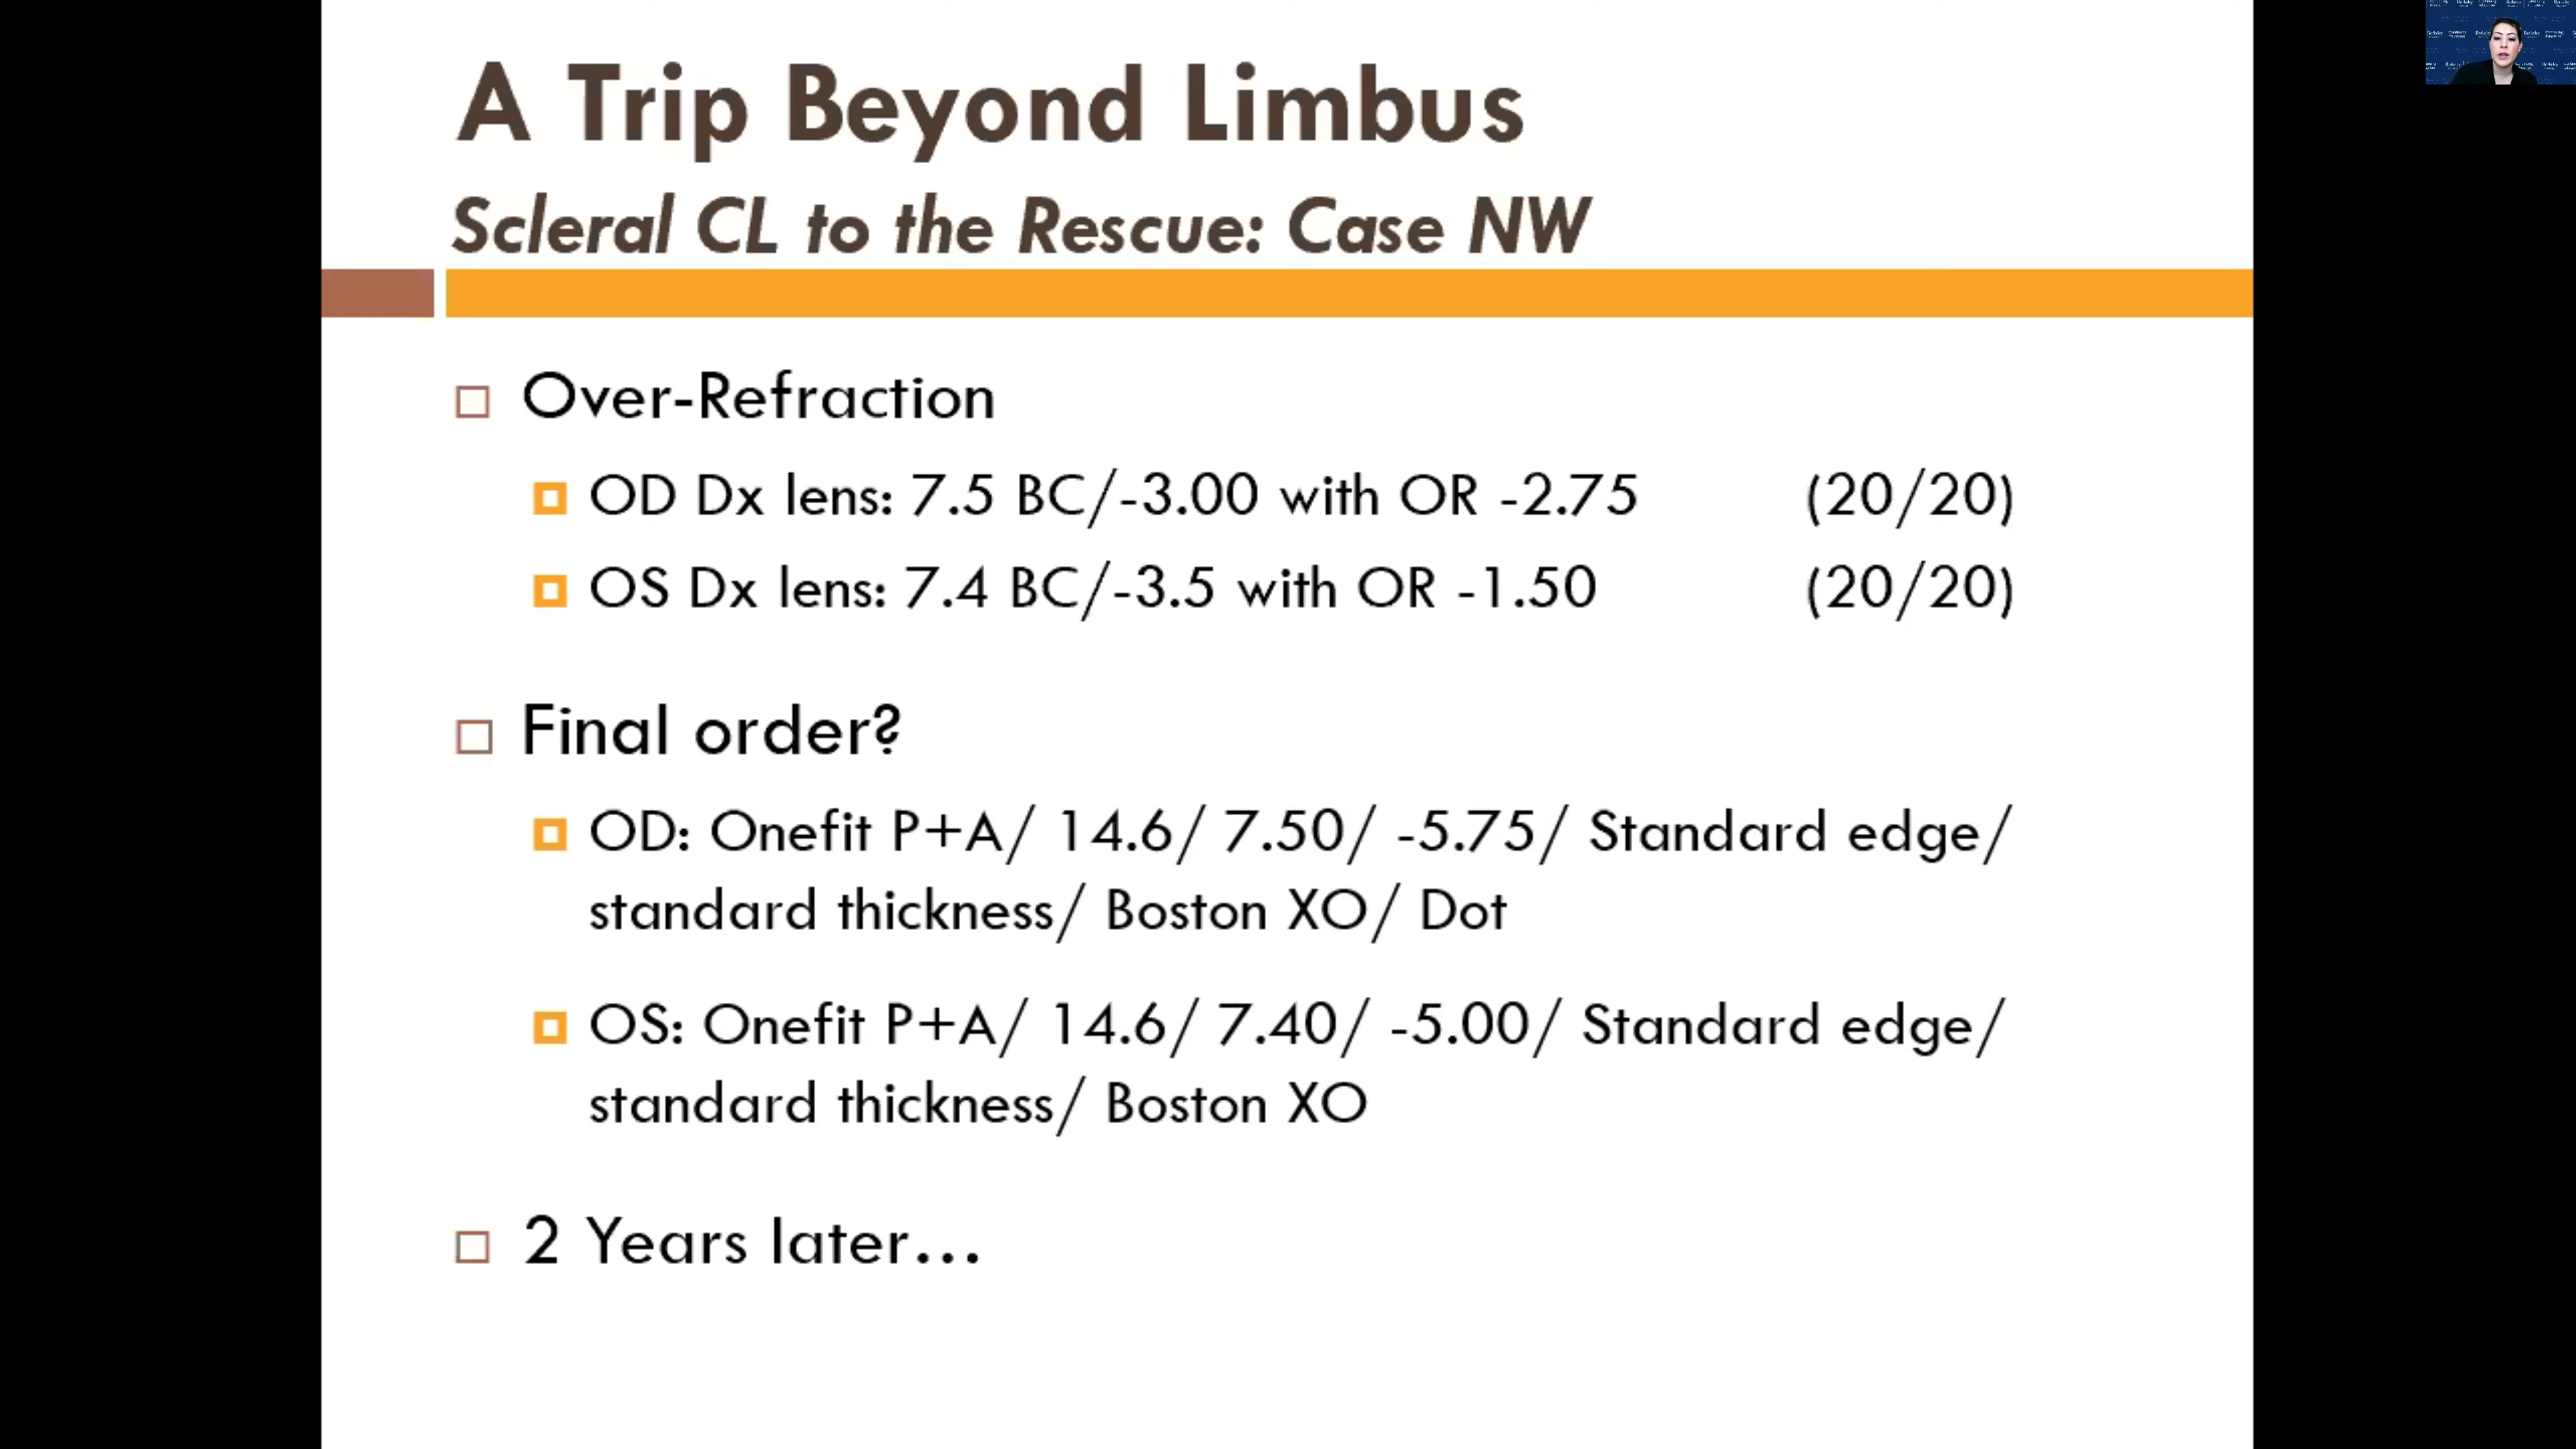 A Trip Beyond Limbus
Scleral CL to the Rescue: Case NW
Over-Refraction
OD Dx lens: 7.5 BC/-3.00 with OR -2.75 (20/20)
OS Dx lens: 7.4 BC/-3.5 with OR -1.50 (20/20)
Final order?
OD: Onefit P+A/ 14.6/ 7.50/ -5.75/ Standard edge/
standard thickness/ Boston XO/ Dot
OS: Onefit P+A/ 14.6/ 7.40/ -5.00/ Standard edge/
standard thickness/ Boston XO
2 Years later...